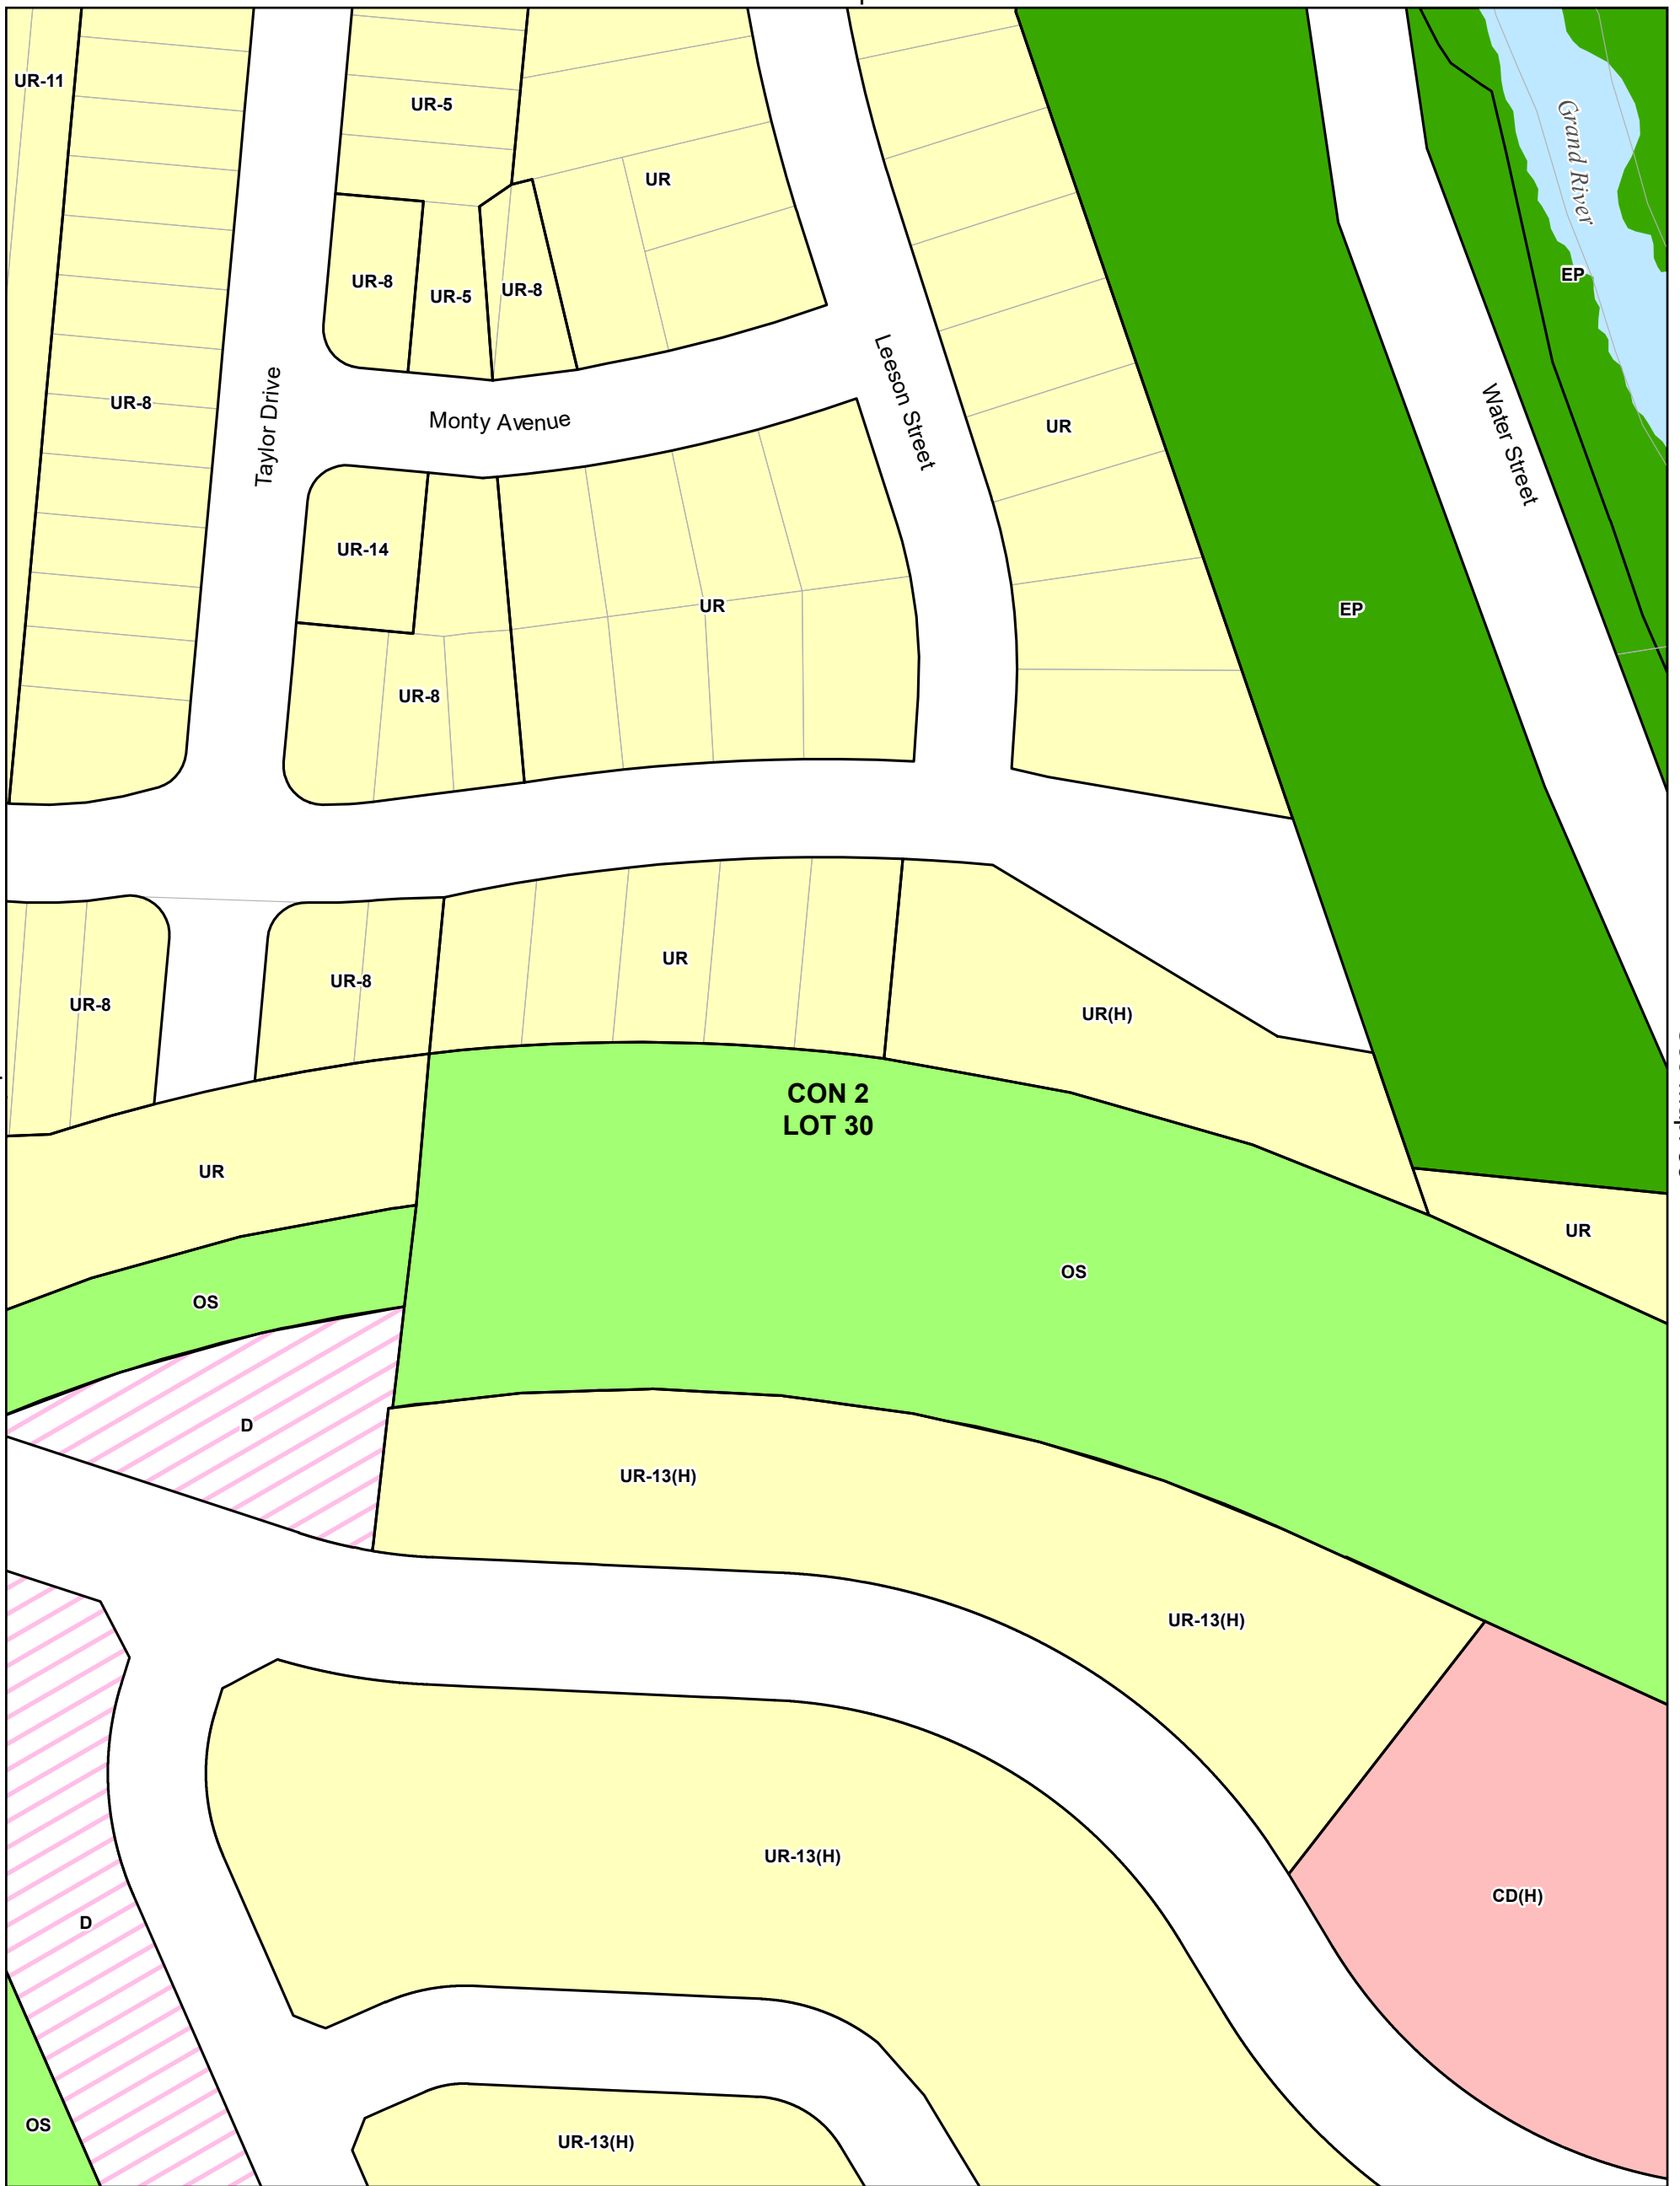 UR-11
UR-5
UR
Grand River
EP
UR-8
UR-5
UR-8
UR-8
Taylor Drive
Monty Avenue
Leeson Street
UR
Water Street
UR-14
UR
EP
UR-8
UR
UR-8
UR-8
UR(H)
CON 2
LOT 30
UR
UR
OS
OS
D
UR-13(H)
UR-13(H)
UR-13(H)
CD(H)
D
OS
UR-13(H)